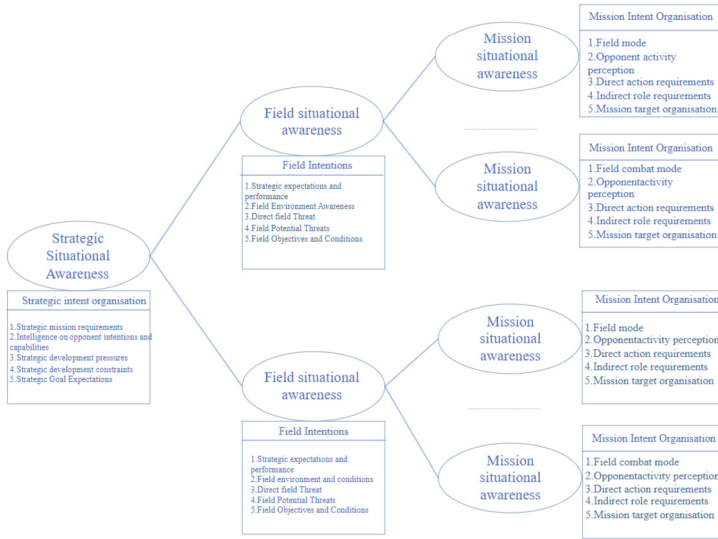 Strategic
Situational
Awareness
Strategic intent organisation
1.Strategic mission requirements
2.Intelligence on opponent intentions and
capabilities
3.Strategic development pressures
4.Strategic development constraints
5.Strategic Goal Expectations
Field situational
awareness
Field Intentions
1.Strategic expectations and
performance
2.Field Environment Awareness
3.Direct field Threat
4.Field Potential Threats
5.Field Objectives and Conditions
Field situational
awareness
Field Intentions
1.Strategic expectations and
performance
2.Field environment and conditions
3.Direct field Threat
4.Field Potential Threats
5.Field Objectives and Conditions
Mission
situational
awareness
Mission Intent Organisation
1.Field mode
2.Opponent activity
perception
3.Direct action requirements
4.Indirect role requirements
5.Mission target organisation
Mission
situational
awareness
Mission Intent Organisation
1.Field combat mode
2.Opponentactivity
perception
3.Direct action requirements
4.Indirect role requirements
5.Mission target organisation
Mission
situational
awareness
Mission Intent Organisation
1.Field mode
2.Opponentactivity perception
3.Direct action requirements
4.Indirect role requirements
5.Mission target organisation
Mission
situational
awareness
Mission Intent Organisation
1.Field combat mode
2.Opponentactivity perception
3.Direct action requirements
4.Indirect role requirements
5.Mission target organisation